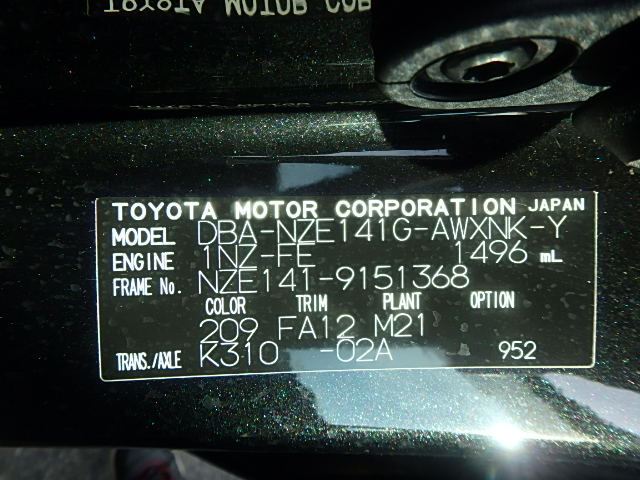 TOYOTA MOTOR CORPORATION JAPAN
MODEL DBA-NZE141G-AWXNK-Y
ENGINE 1NZ-FE 1496 mL
FRAME No. NZE141-9151368
COLOR TRIM PLANT OPTION
209 FA12 M21
TRANS./AXLE K310 -02A 952